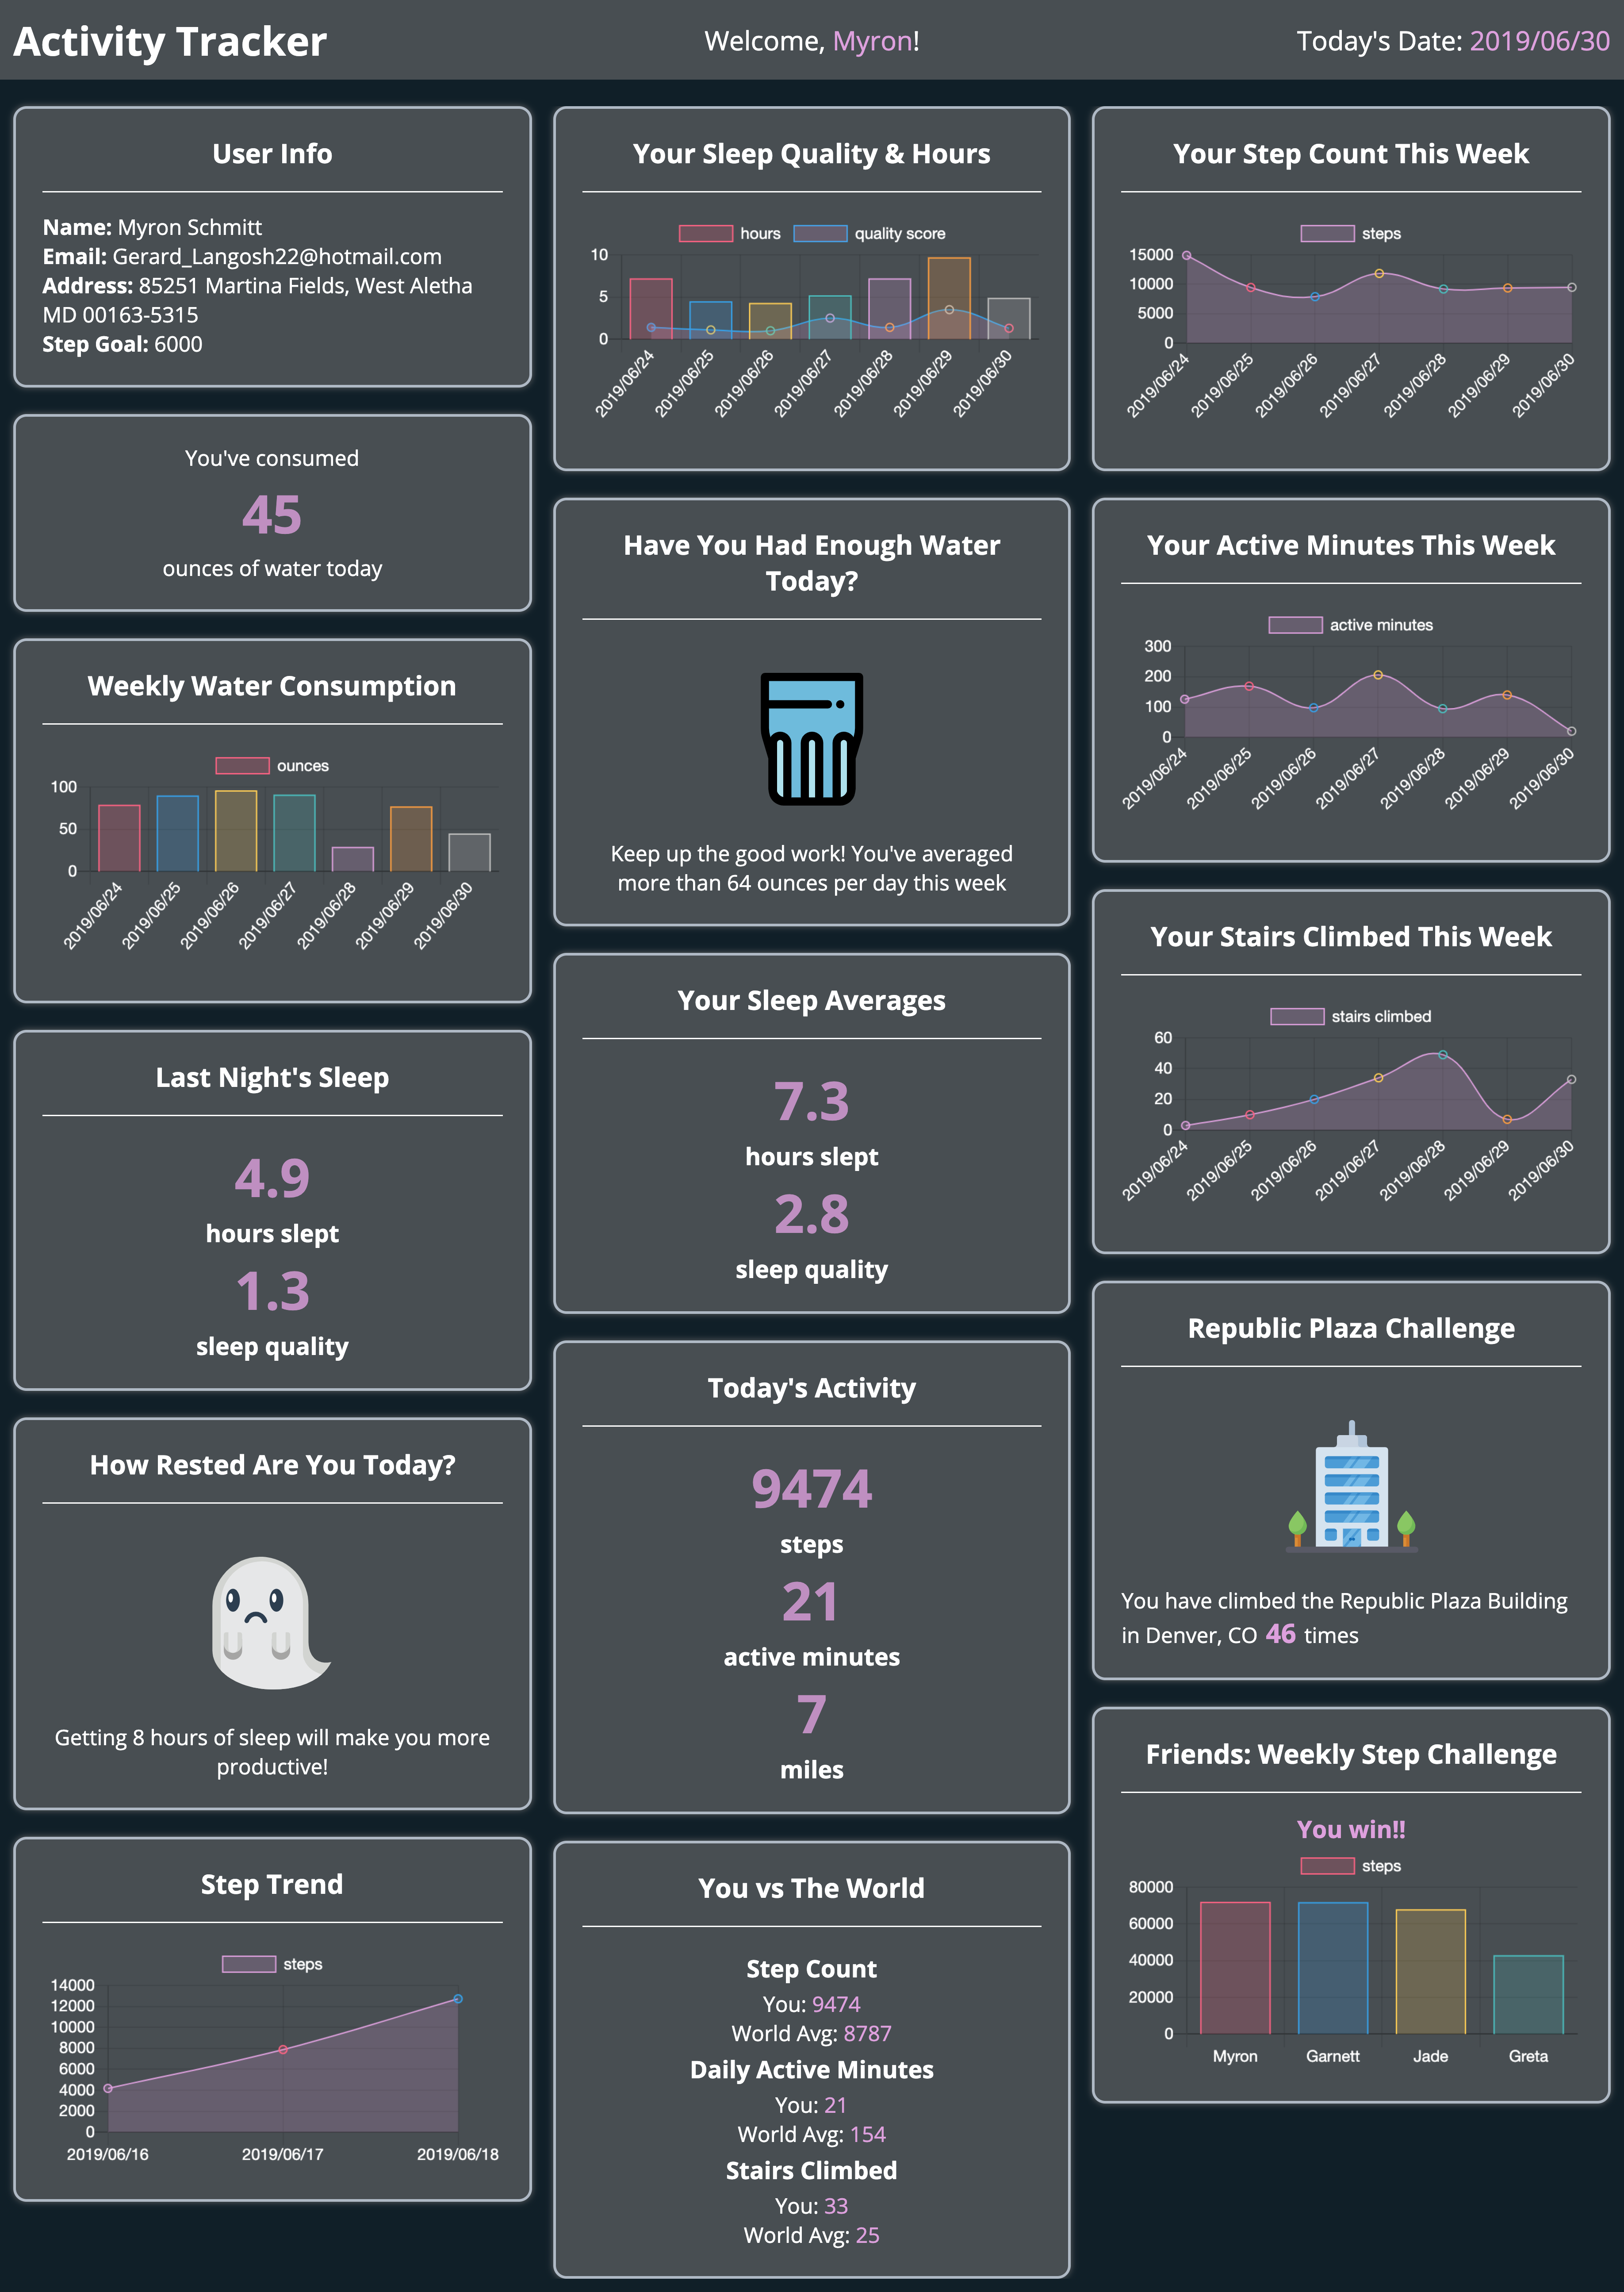 Activity Tracker
Welcome, Myron!
Today's Date: 2019/06/30
User Info
Name: Myron Schmitt
Email: Gerard_Langosh22@hotmail.com
Address: 85251 Martina Fields, West Aletha
MD 00163-5315
Step Goal: 6000
You've consumed
45
ounces of water today
Weekly Water Consumption
ounces
100
50
0
2019/06/24
2019/06/25
2019/06/26
2019/06/27
2019/06/28
2019/06/29
2019/06/30
Last Night's Sleep
4.9
hours slept
1.3
sleep quality
How Rested Are You Today?
Getting 8 hours of sleep will make you more
productive!
Step Trend
steps
14000
12000
10000
8000
6000
4000
2000
0
2019/06/16
2019/06/17
2019/06/18
Your Sleep Quality & Hours
hours
quality score
10
5
0
2019/06/24
2019/06/25
2019/06/26
2019/06/27
2019/06/28
2019/06/29
2019/06/30
Have You Had Enough Water
Today?
Keep up the good work! You've averaged
more than 64 ounces per day this week
Your Sleep Averages
7.3
hours slept
2.8
sleep quality
Today's Activity
9474
steps
21
active minutes
7
miles
You vs The World
Step Count
You: 9474
World Avg: 8787
Daily Active Minutes
You: 21
World Avg: 154
Stairs Climbed
You: 33
World Avg: 25
Your Step Count This Week
steps
15000
10000
5000
0
2019/06/24
2019/06/25
2019/06/26
2019/06/27
2019/06/28
2019/06/29
2019/06/30
Your Active Minutes This Week
active minutes
300
200
100
0
2019/06/24
2019/06/25
2019/06/26
2019/06/27
2019/06/28
2019/06/29
2019/06/30
Your Stairs Climbed This Week
stairs climbed
60
40
20
0
2019/06/24
2019/06/25
2019/06/26
2019/06/27
2019/06/28
2019/06/29
2019/06/30
Republic Plaza Challenge
You have climbed the Republic Plaza Building
in Denver, CO 46 times
Friends: Weekly Step Challenge
You win!!
steps
80000
60000
40000
20000
0
Myron
Garnett
Jade
Greta